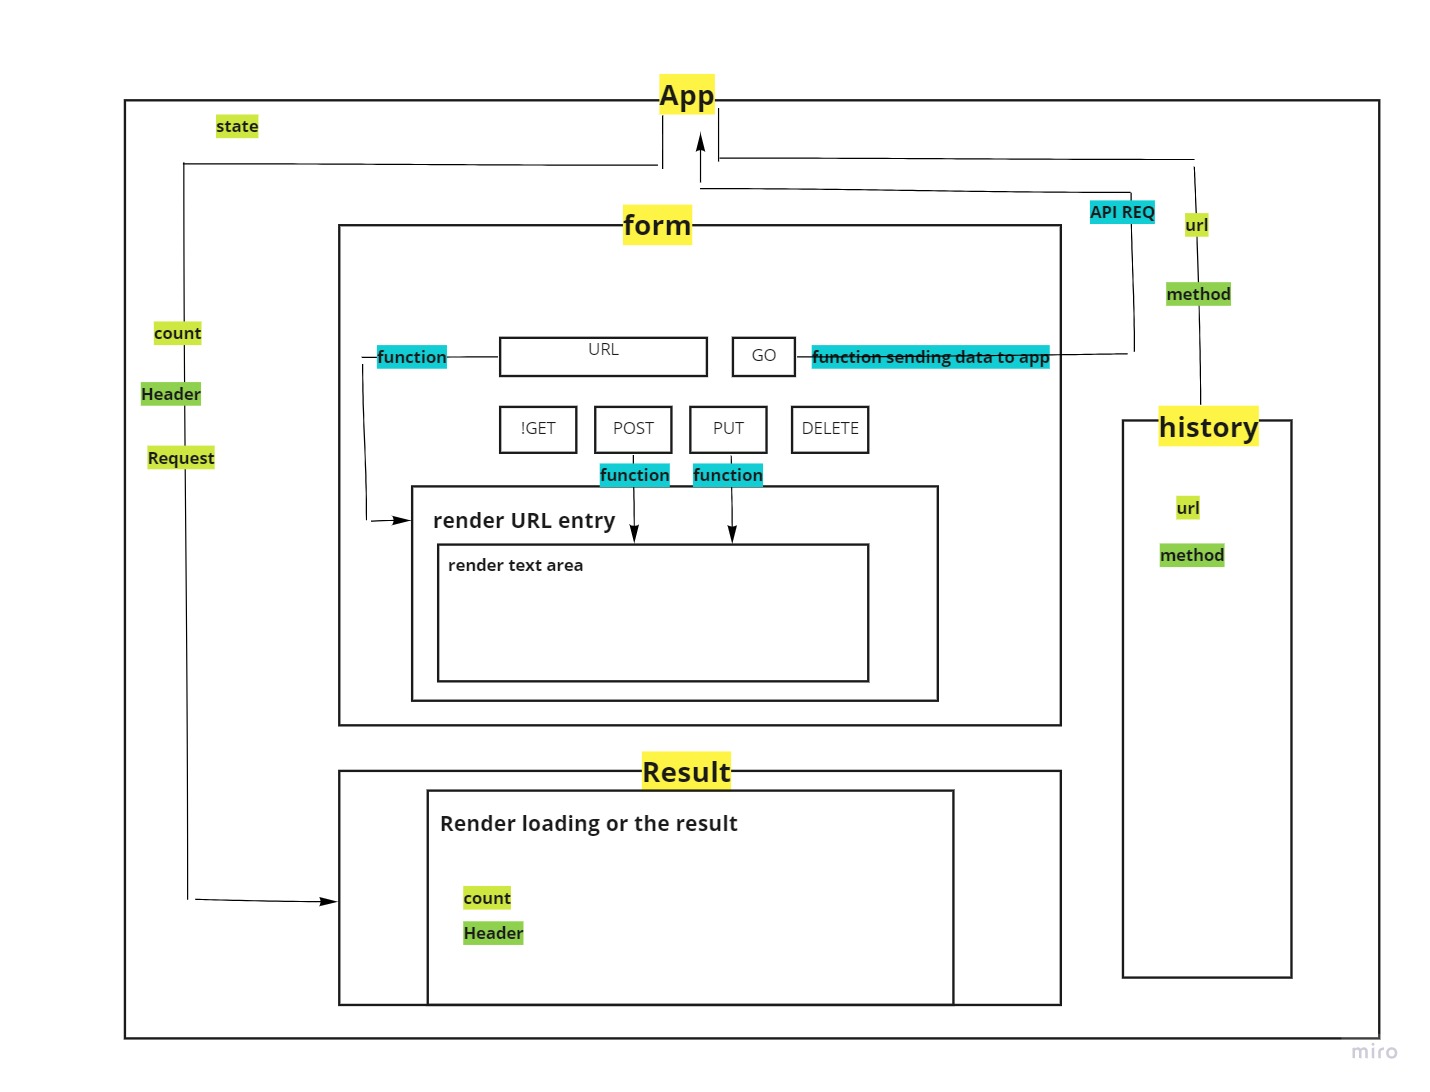 App
state
form
API REQ
url
method
count
Header
Request
function
URL
GO
function sending data to app
!GET
POST
PUT
DELETE
function
function
render URL entry
render text area
history
url
method
Result
Render loading or the result
count
Header
miro